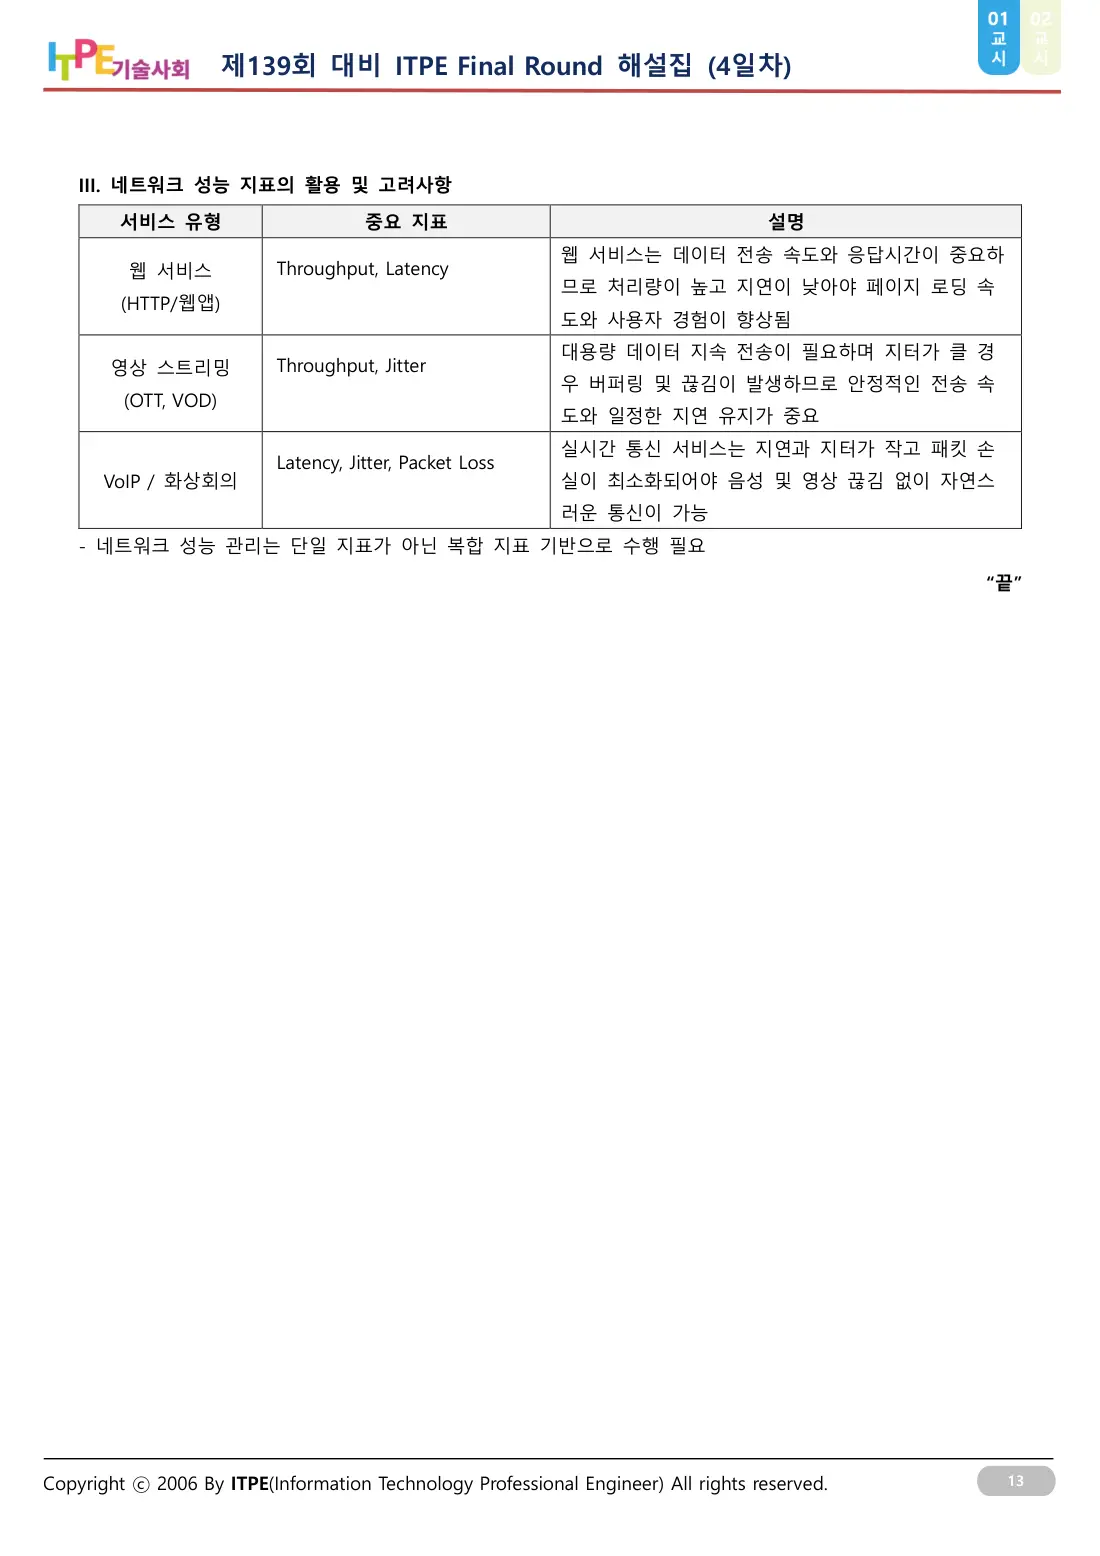 ITPE기술사회 제139회 대비 ITPE Final Round 해설집 (4일차)
01 교시
02 교시
III. 네트워크 성능 지표의 활용 및 고려사항
서비스 유형 중요 지표 설명
웹 서비스
(HTTP/웹앱)
Throughput, Latency
웹 서비스는 데이터 전송 속도와 응답시간이 중요하
므로 처리량이 높고 지연이 낮아야 페이지 로딩 속
도와 사용자 경험이 향상됨
영상 스트리밍
(OTT, VOD)
Throughput, Jitter
대용량 데이터 지속 전송이 필요하며 지터가 클 경
우 버퍼링 및 끊김이 발생하므로 안정적인 전송 속
도와 일정한 지연 유지가 중요
VoIP / 화상회의
Latency, Jitter, Packet Loss
실시간 통신 서비스는 지연과 지터가 작고 패킷 손
실이 최소화되어야 음성 및 영상 끊김 없이 자연스
러운 통신이 가능
- 네트워크 성능 관리는 단일 지표가 아닌 복합 지표 기반으로 수행 필요
“끝”
Copyright ⓒ 2006 By ITPE(Information Technology Professional Engineer) All rights reserved.
13